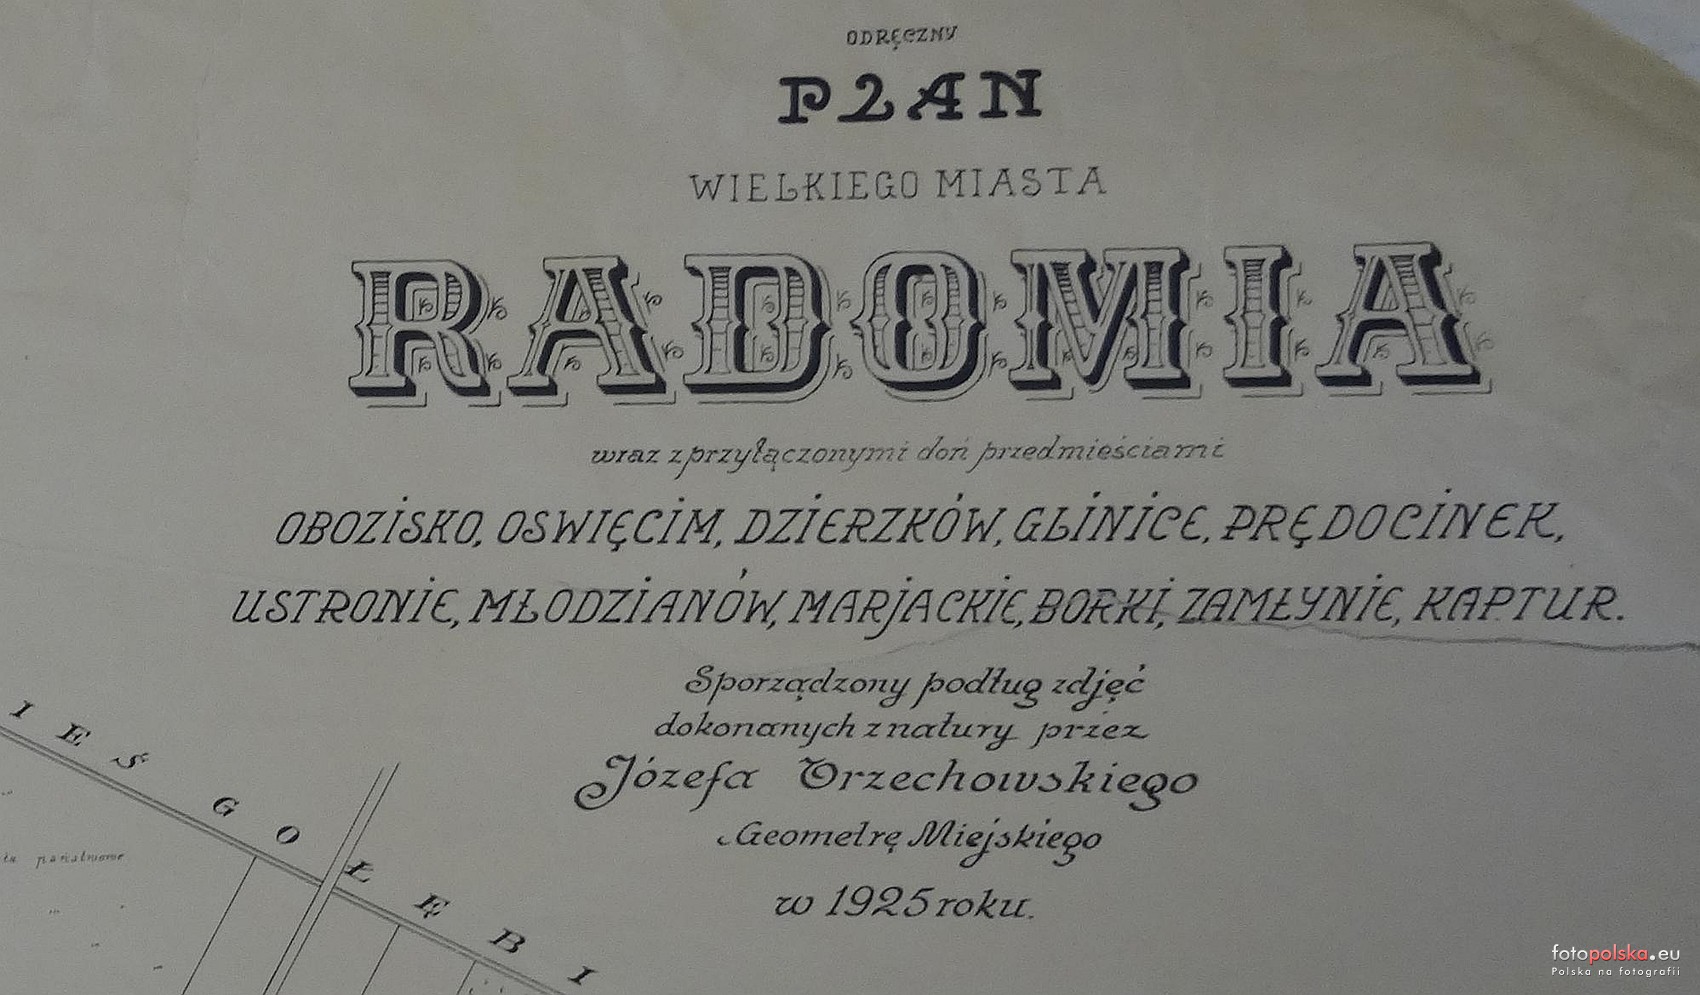 ODRĘCZNY
PLAN
WIELKIEGO MIASTA
RADOMIA
wraz z przyłączonymi doń przedmieściami
OBOZISKO, OSWIĘCIM, DZIERZKÓW, GLINICE, PRĘDOCINEK,
USTRONIE, MŁODZIANÓW, MARJACKIE, BORKI, ZAMŁYNIE, KAPTUR.
Sporządzony podług zdjęć
dokonanych z natury przez
Józefa Orzechowskiego
Geometrę Miejskiego
w 1925 roku.
IEŚ GOŁĘBI
fotopolska.eu
Polska na fotografii